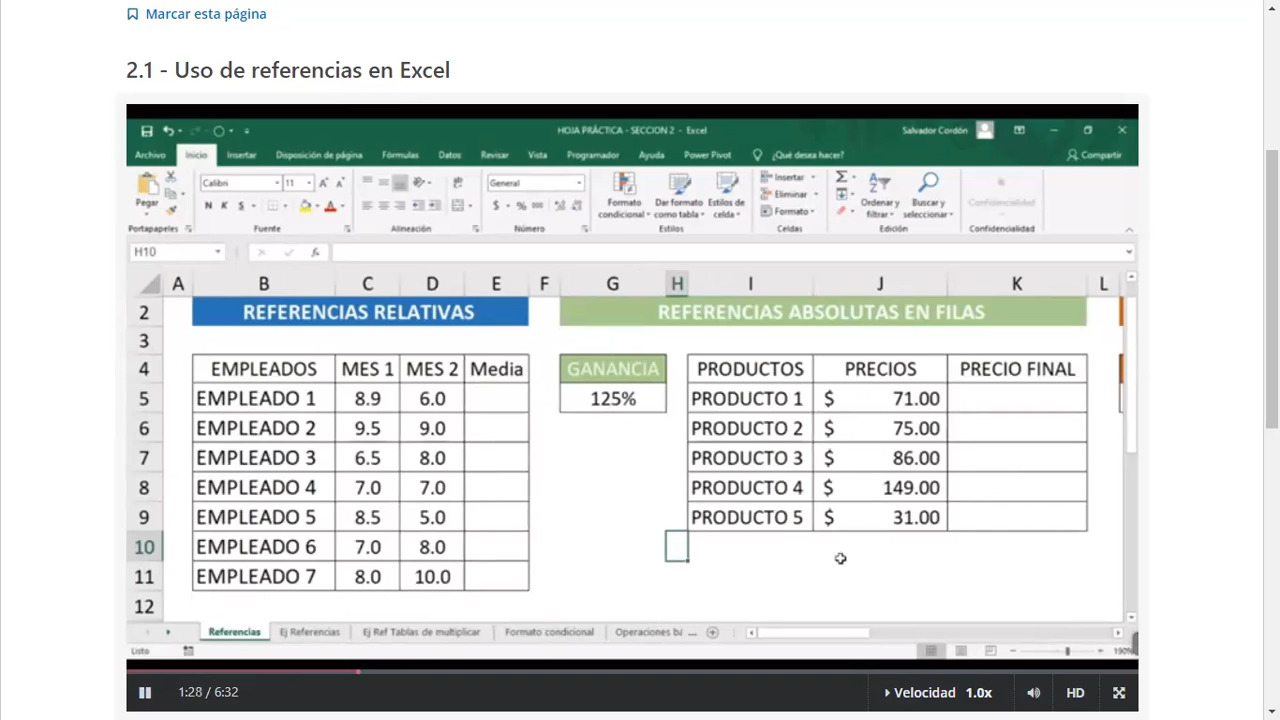 Marcar esta página
2.1 - Uso de referencias en Excel
HOJA PRÁCTICA - SECCION 2 - Excel
Salvador Cordón
Archivo Inicio Insertar Disposición de página Fórmulas Datos Revisar Vista Programador Ayuda Power Pivot ¿Qué desea hacer? Compartir
Pegar
Calibri 11
N K S
General
$ % 000
Formato condicional
Dar formato como tabla
Estilos de celda
Insertar
Eliminar
Formato
Ordenar y filtrar
Buscar y seleccionar
Confidencialidad
Portapapeles Fuente Alineación Número Estilos Celdas Edición Confidencialidad
H10 fx
A B C D E F G H I J K L
2 REFERENCIAS RELATIVAS REFERENCIAS ABSOLUTAS EN FILAS
3
4 EMPLEADOS MES 1 MES 2 Media GANANCIA PRODUCTOS PRECIOS PRECIO FINAL
5 EMPLEADO 1 8.9 6.0 125% PRODUCTO 1 $ 71.00
6 EMPLEADO 2 9.5 9.0 PRODUCTO 2 $ 75.00
7 EMPLEADO 3 6.5 8.0 PRODUCTO 3 $ 86.00
8 EMPLEADO 4 7.0 7.0 PRODUCTO 4 $ 149.00
9 EMPLEADO 5 8.5 5.0 PRODUCTO 5 $ 31.00
10 EMPLEADO 6 7.0 8.0
11 EMPLEADO 7 8.0 10.0
12
Referencias Ej Referencias Ej Ref Tablas de multiplicar Formato condicional Operaciones ba ...
Listo 190%
1:28 / 6:32 Velocidad 1.0x HD